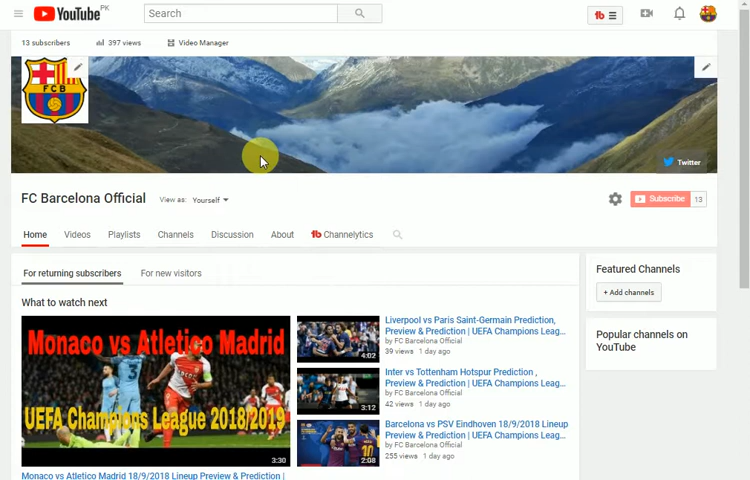 YouTube PK
Search
13 subscribers 397 views Video Manager
FCB
Twitter
FC Barcelona Official View as: Yourself
Subscribe 13
Home Videos Playlists Channels Discussion About tb Channelytics
For returning subscribers For new visitors
What to watch next
Monaco vs Atletico Madrid
UEFA Champions League 2018/2019
3:30
Monaco vs Atletico Madrid 18/9/2018 Lineup Preview & Prediction |
4:02
Liverpool vs Paris Saint-Germain Prediction,
Preview & Prediction | UEFA Champions Leag...
by FC Barcelona Official
39 views 1 day ago
3:12
Inter vs Tottenham Hotspur Prediction ,
Preview & Prediction | UEFA Champions Leag...
by FC Barcelona Official
42 views 1 day ago
2:08
Barcelona vs PSV Eindhoven 18/9/2018 Lineup
Preview & Prediction | UEFA Champions Leag...
by FC Barcelona Official
255 views 1 day ago
Featured Channels
+ Add channels
Popular channels on
YouTube